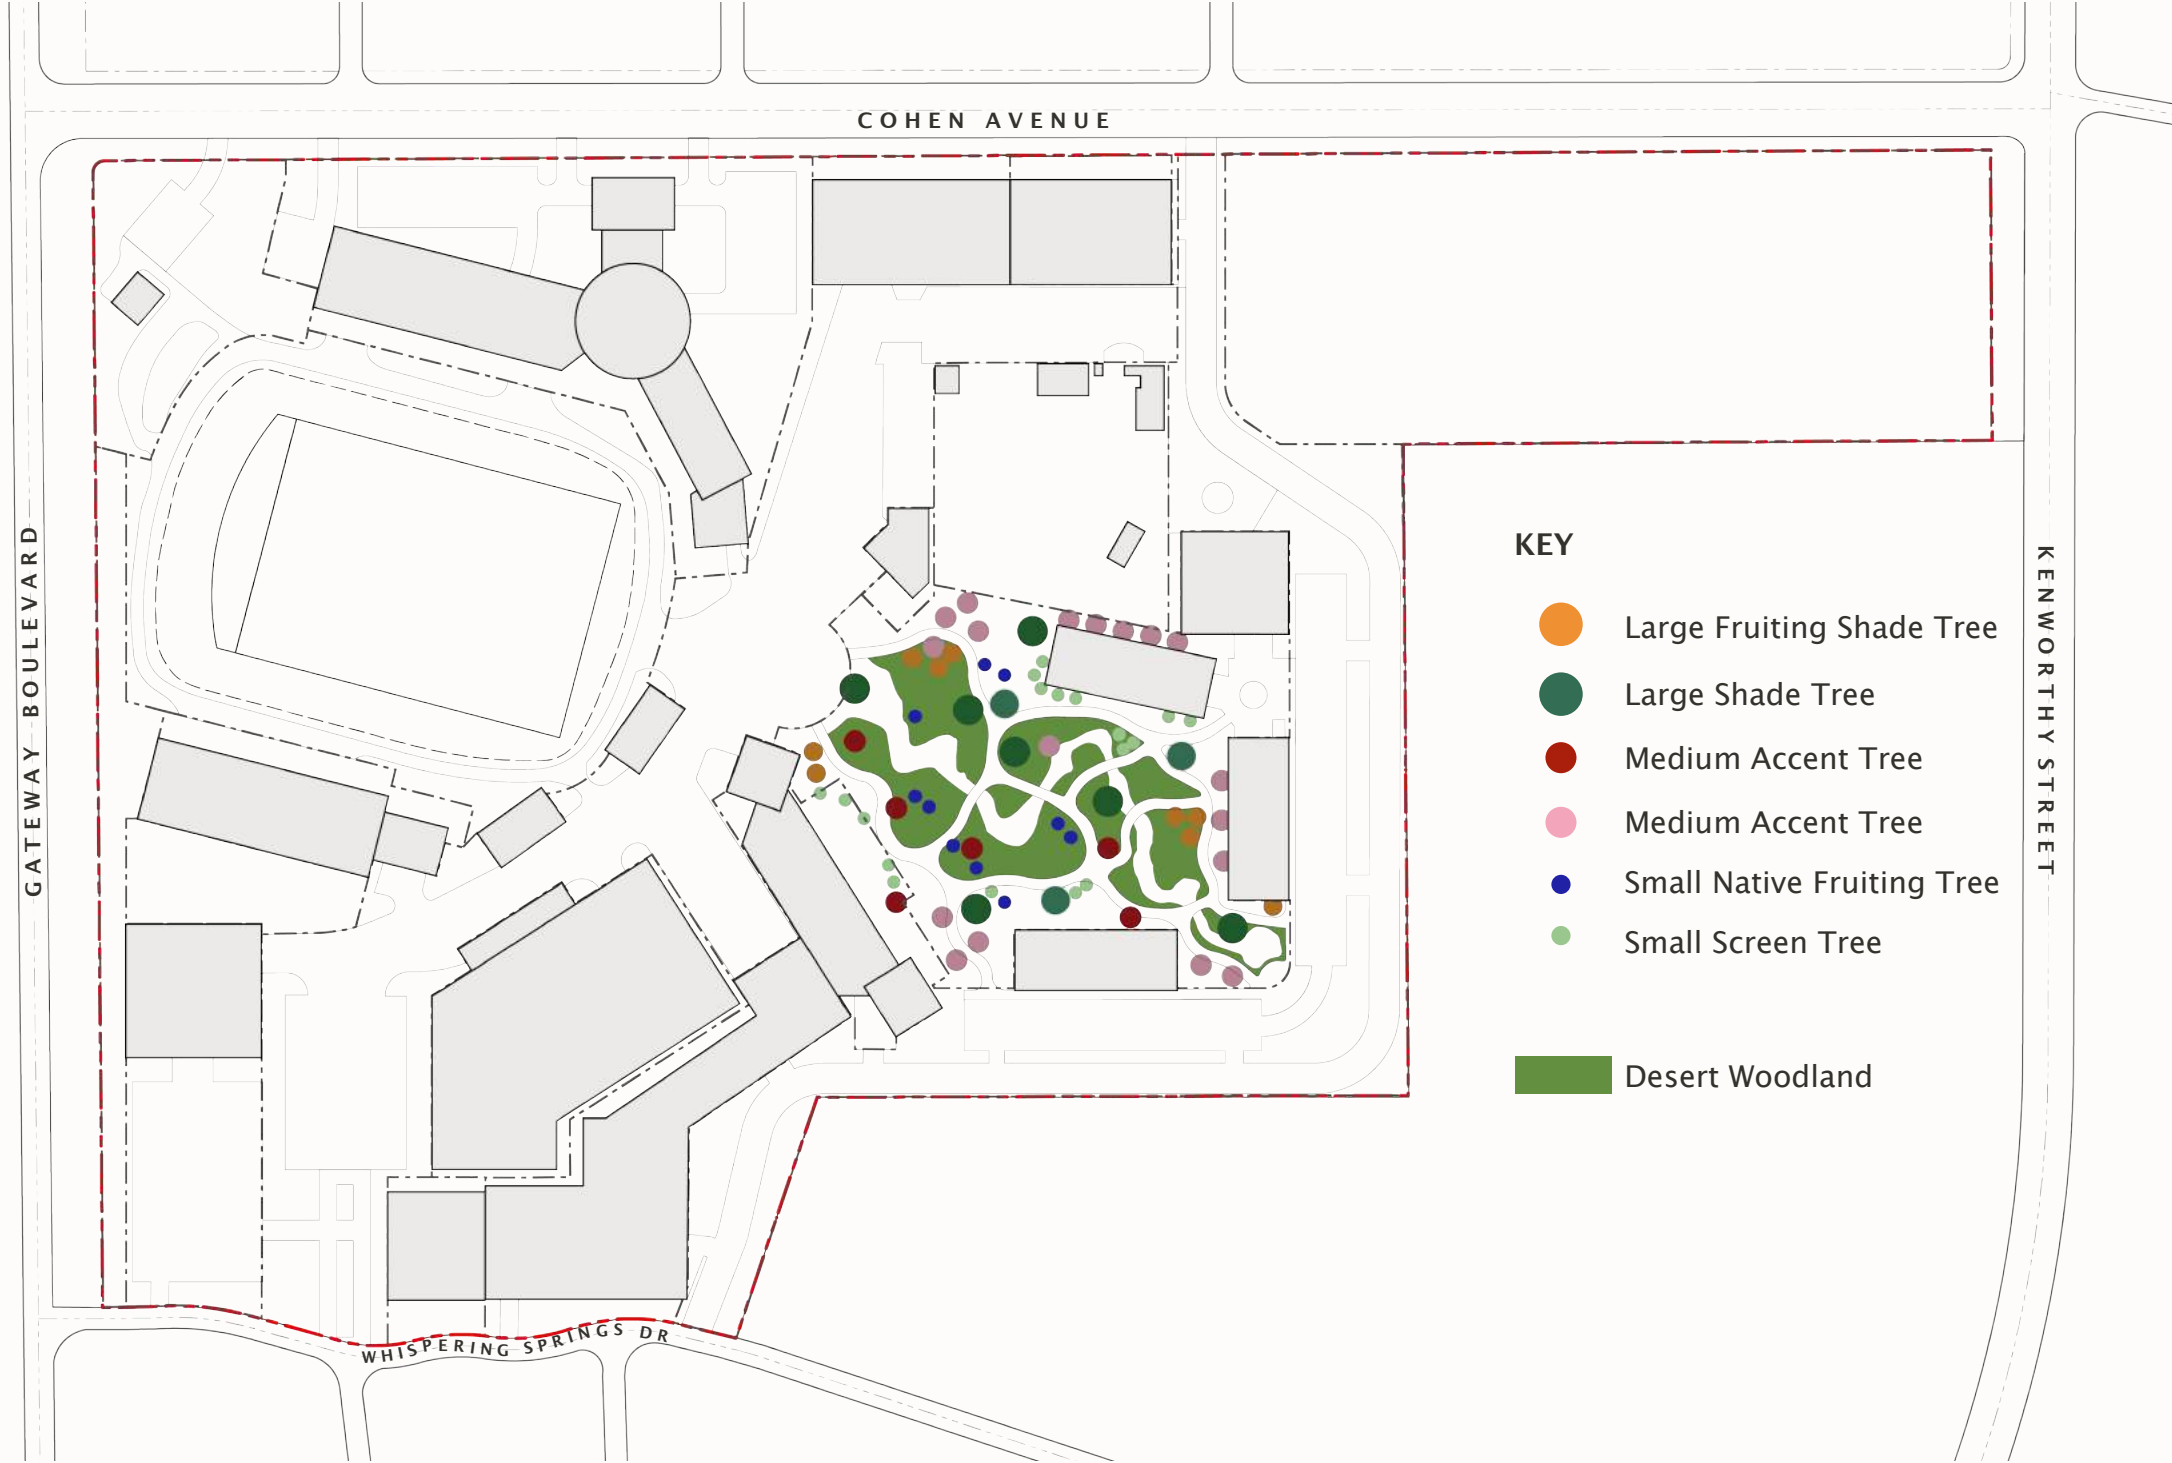 COHEN AVENUE
GATEWAY BOULEVARD
KENWORTHY STREET
KEY
Large Fruiting Shade Tree
Large Shade Tree
Medium Accent Tree
Medium Accent Tree
Small Native Fruiting Tree
Small Screen Tree
Desert Woodland
WHISPERING SPRINGS DR